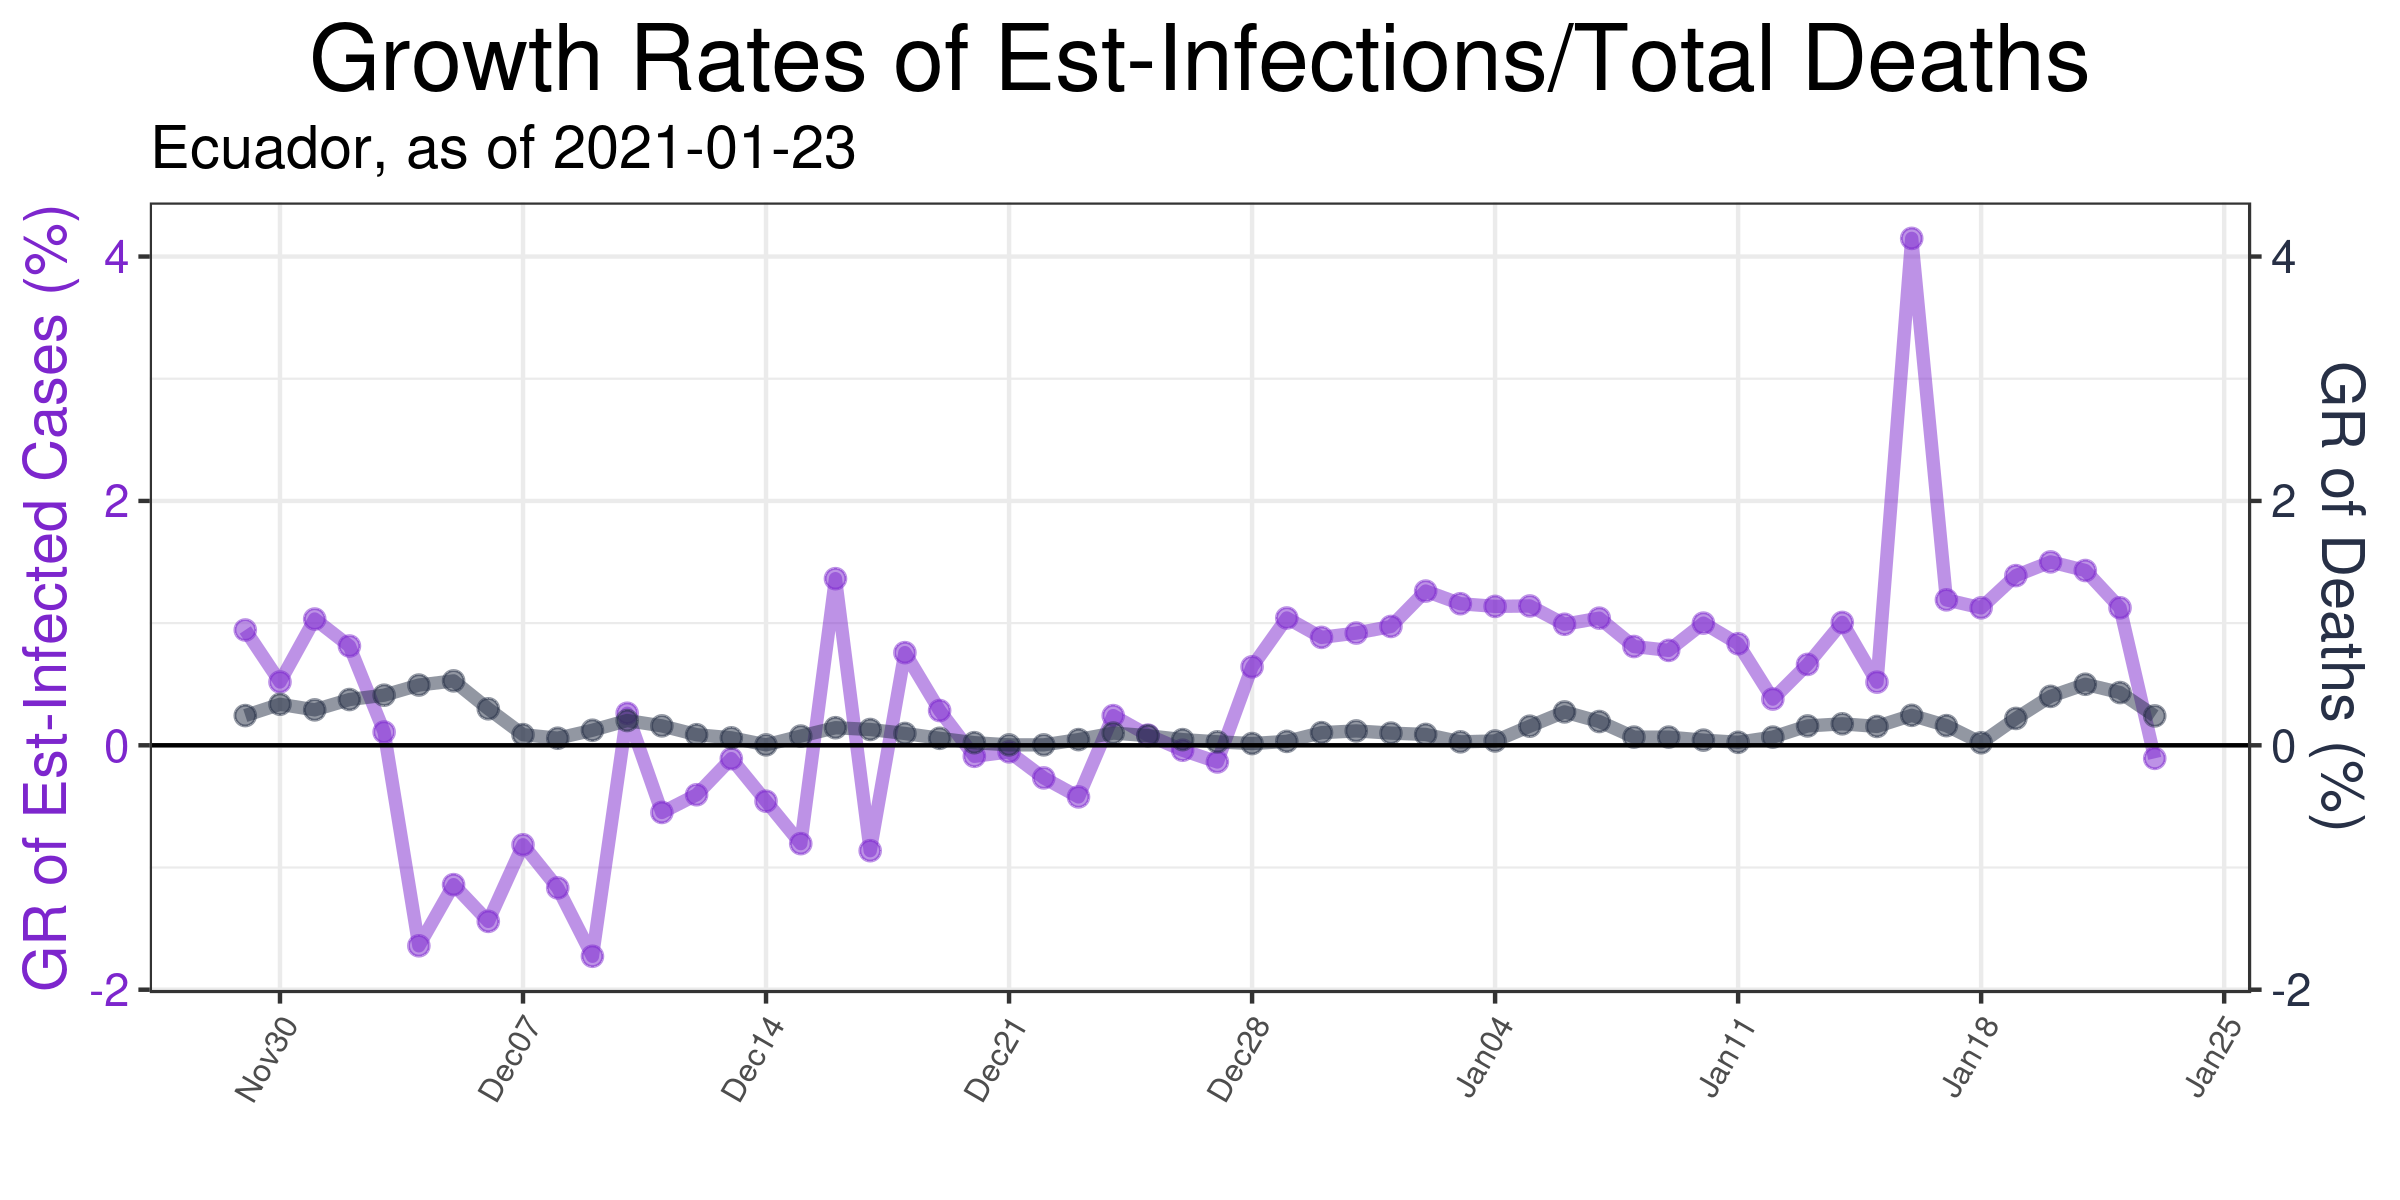 Growth Rates of Est-Infections/Total Deaths
Ecuador, as of 2021-01-23
GR of Est-Infected Cases (%)
4
2
0
-2
4
2
0
-2
GR of Deaths (%)
Nov30
Dec07
Dec14
Dec21
Dec28
Jan04
Jan11
Jan18
Jan25